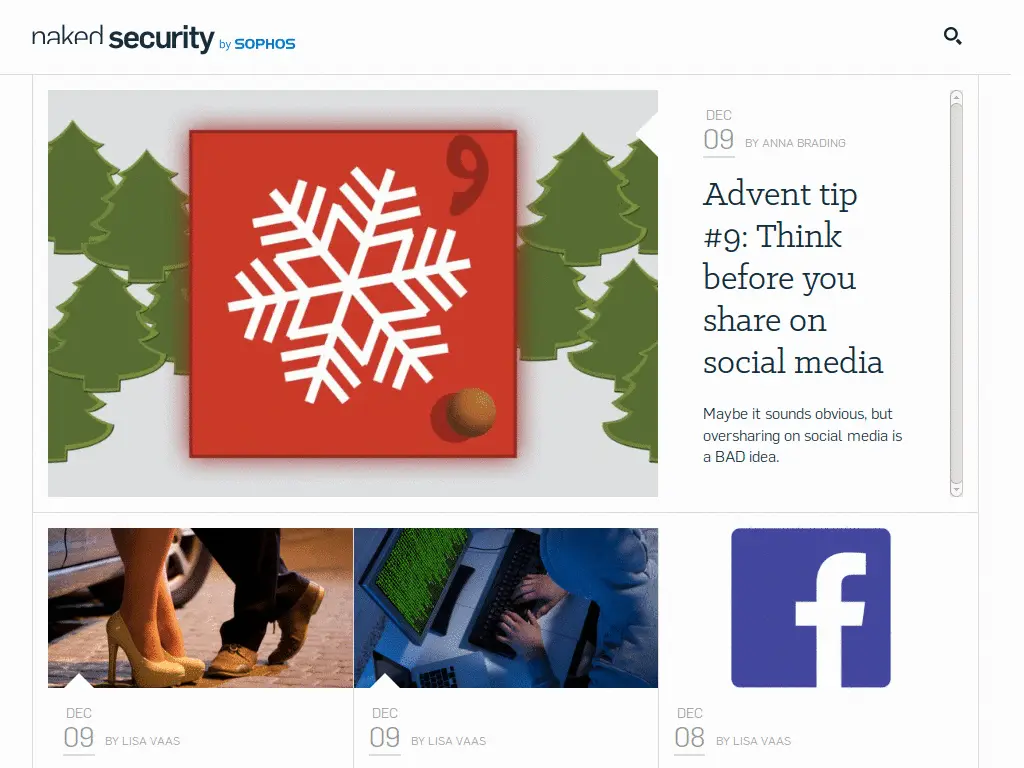 naked security by SOPHOS
9
DEC
09 BY ANNA BRADING
Advent tip
#9: Think
before you
share on
social media
Maybe it sounds obvious, but
oversharing on social media is
a BAD idea.
f
DEC
09 BY LISA VAAS
DEC
09 BY LISA VAAS
DEC
08 BY LISA VAAS